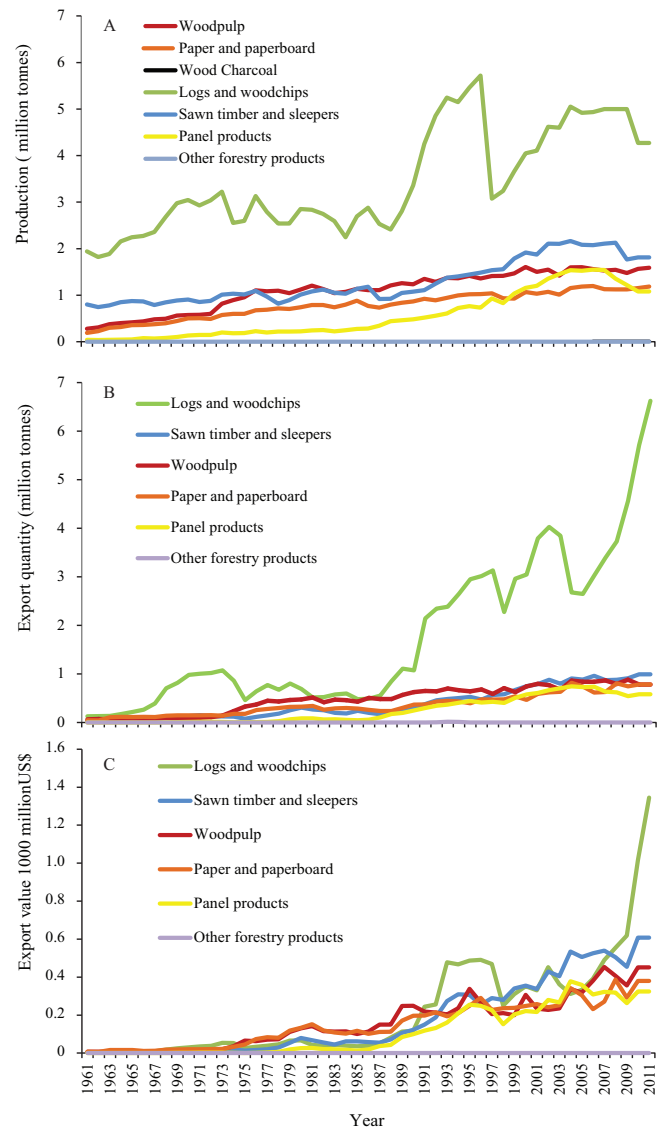 A
Woodpulp
Paper and paperboard
Wood Charcoal
Logs and woodchips
Sawn timber and sleepers
Panel products
Other forestry products
Production ( million tonnes)
7
6
5
4
3
2
1
0
B
Logs and woodchips
Sawn timber and sleepers
Woodpulp
Paper and paperboard
Panel products
Other forestry products
Export quantity (million tonnes)
7
6
5
4
3
2
1
0
C
Logs and woodchips
Sawn timber and sleepers
Woodpulp
Paper and paperboard
Panel products
Other forestry products
Export value 1000 millionUS$
1.6
1.4
1.2
1.0
0.8
0.6
0.4
0.2
0
1961
1963
1965
1967
1969
1971
1973
1975
1977
1979
1981
1983
1985
1987
1989
1991
1993
1995
1997
1999
2001
2003
2005
2007
2009
2011
Year